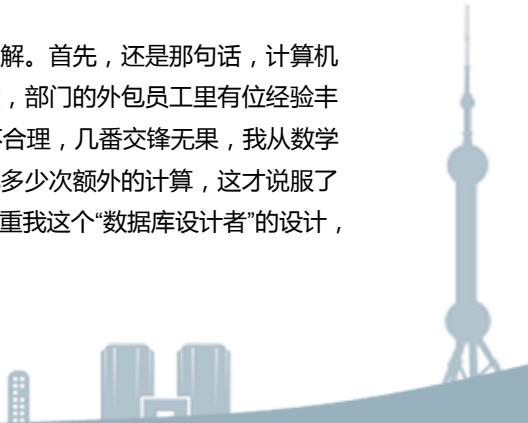 解。首先，还是那句话，计算机
，部门的外包员工里有位经验丰
合理，几番交锋无果，我从数学
多少次额外的计算，这才说服了
重我这个“数据库设计者”的设计，